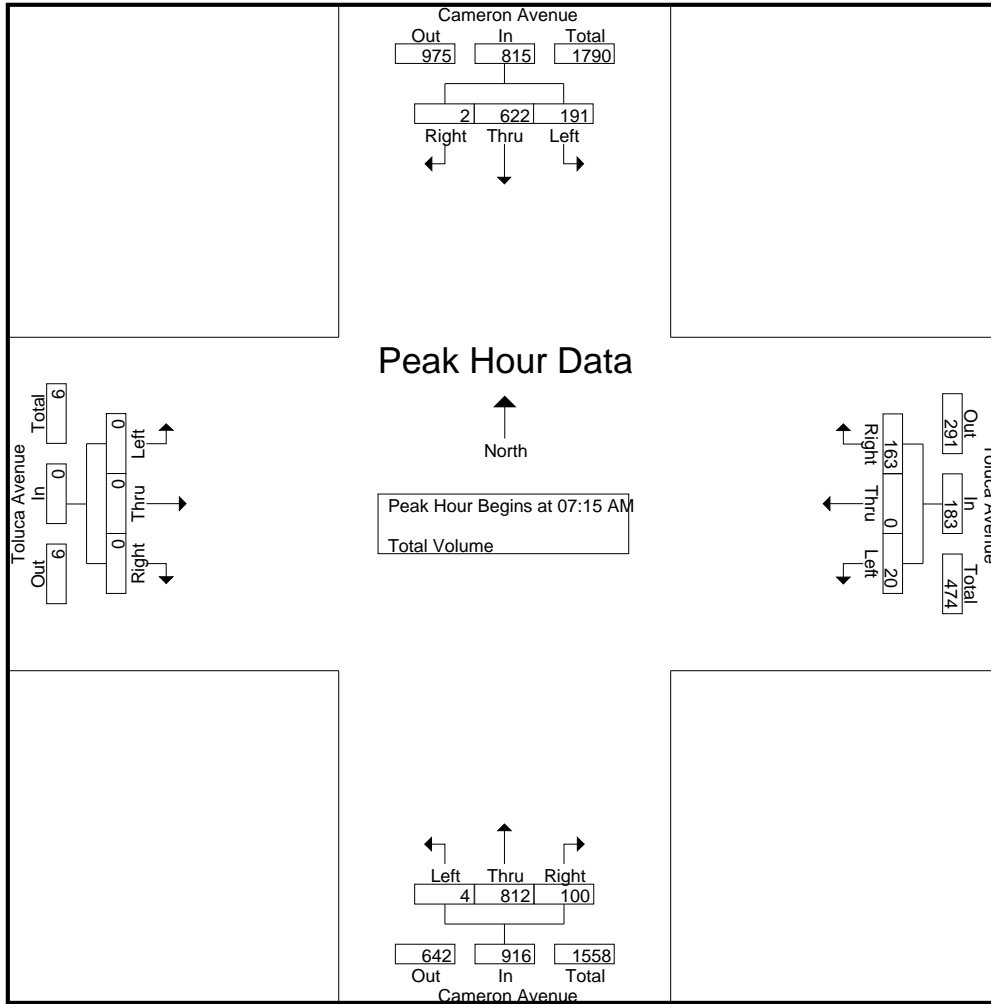 Cameron Avenue
Out In Total
975 815 1790
2 622 191
Right Thru Left
Peak Hour Data
North
Peak Hour Begins at 07:15 AM
Total Volume
Toluca Avenue
Out In Total
6 0 6
Left Thru Right
0 0 0
Toluca Avenue
Out In Total
291 183 474
Right Thru Left
163 0 20
Left Thru Right
4 812 100
642 916 1558
Out In Total
Cameron Avenue